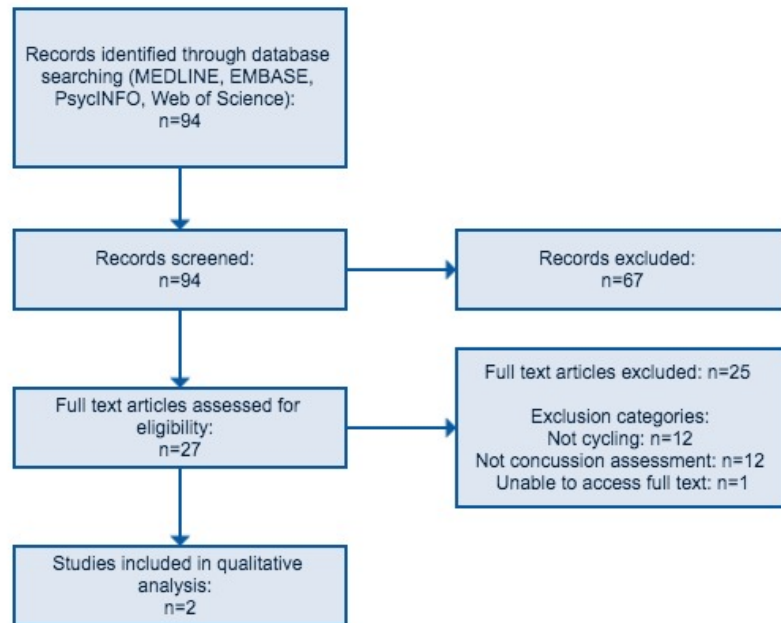 Records identified through database
searching (MEDLINE, EMBASE,
PsycINFO, Web of Science):
n=94
Records screened:
n=94
Records excluded:
n=67
Full text articles assessed for
eligibility:
n=27
Full text articles excluded: n=25
Exclusion categories:
Not cycling: n=12
Not concussion assessment: n=12
Unable to access full text: n=1
Studies included in qualitative
analysis:
n=2